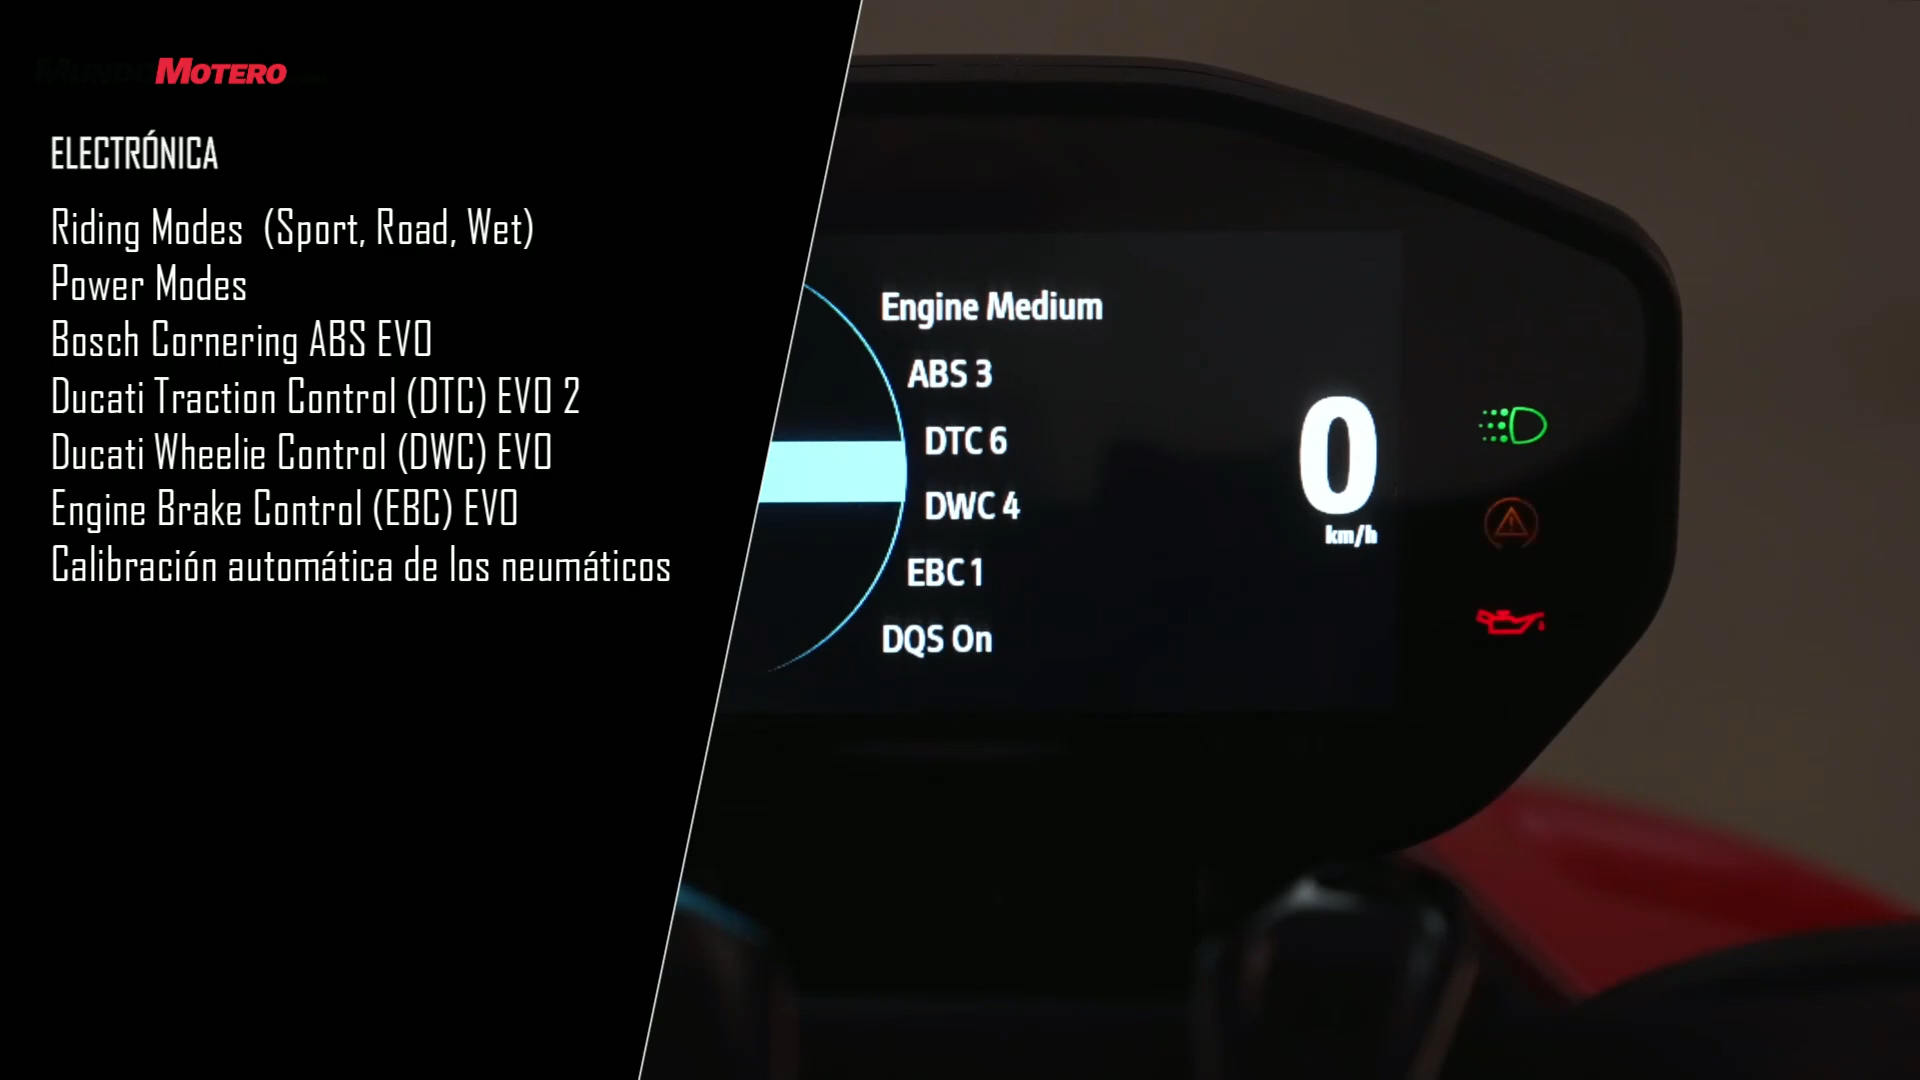 MUNDOMOTERO
ELECTRÓNICA
Riding Modes (Sport, Road, Wet)
Power Modes
Bosch Cornering ABS EVO
Ducati Traction Control (DTC) EVO 2
Ducati Wheelie Control (DWC) EVO
Engine Brake Control (EBC) EVO
Calibración automática de los neumáticos
Engine Medium
ABS 3
DTC 6
DWC 4
EBC 1
DQS On
0
km/h